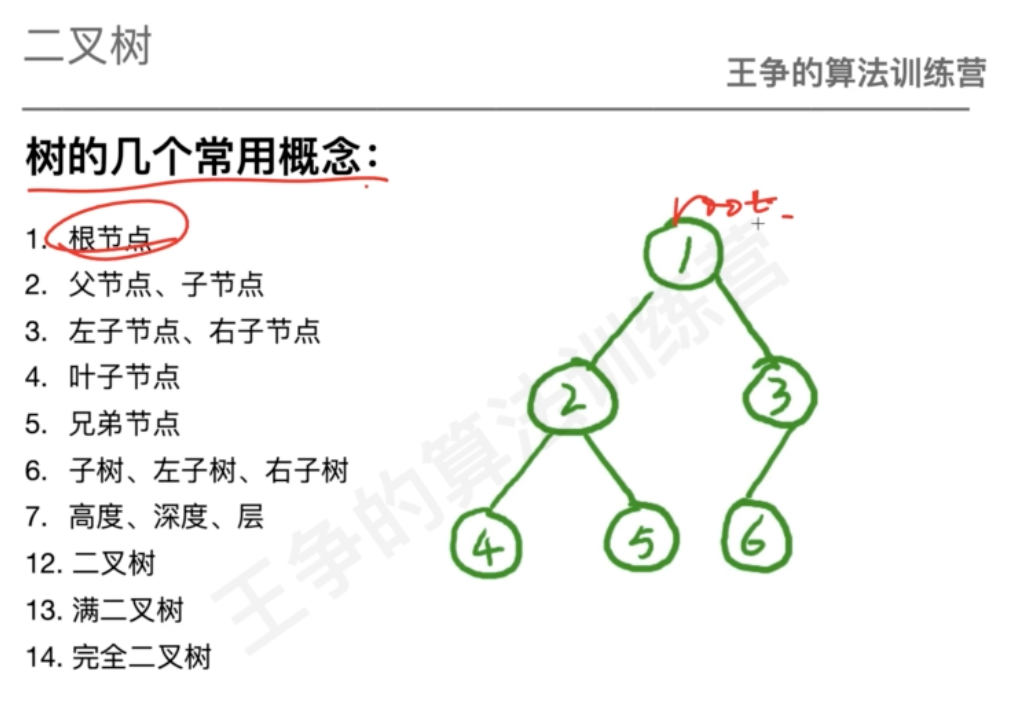 二叉树
王争的算法训练营
树的几个常用概念：
1. 根节点
2. 父节点、子节点
3. 左子节点、右子节点
4. 叶子节点
5. 兄弟节点
6. 子树、左子树、右子树
7. 高度、深度、层
12. 二叉树
13. 满二叉树
14. 完全二叉树
root
1
2
3
4
5
6
王争的算法训练营